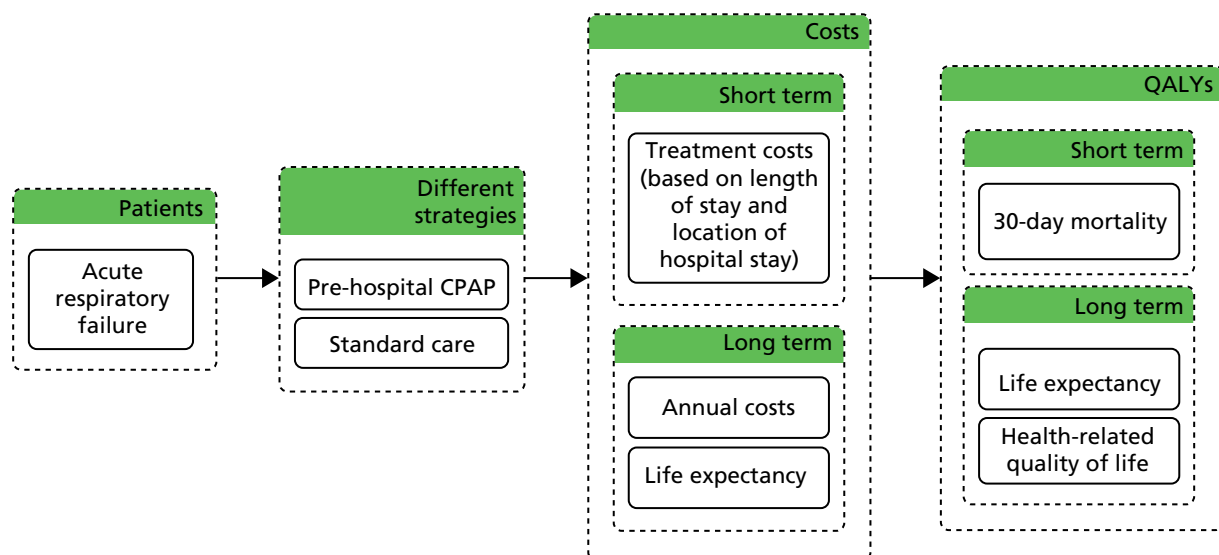 Patients
Acute
respiratory
failure
Different
strategies
Pre-hospital CPAP
Standard care
Costs
Short term
Treatment costs
(based on length
of stay and
location of
hospital stay)
Long term
Annual costs
Life expectancy
QALYs
Short term
30-day mortality
Long term
Life expectancy
Health-related
quality of life